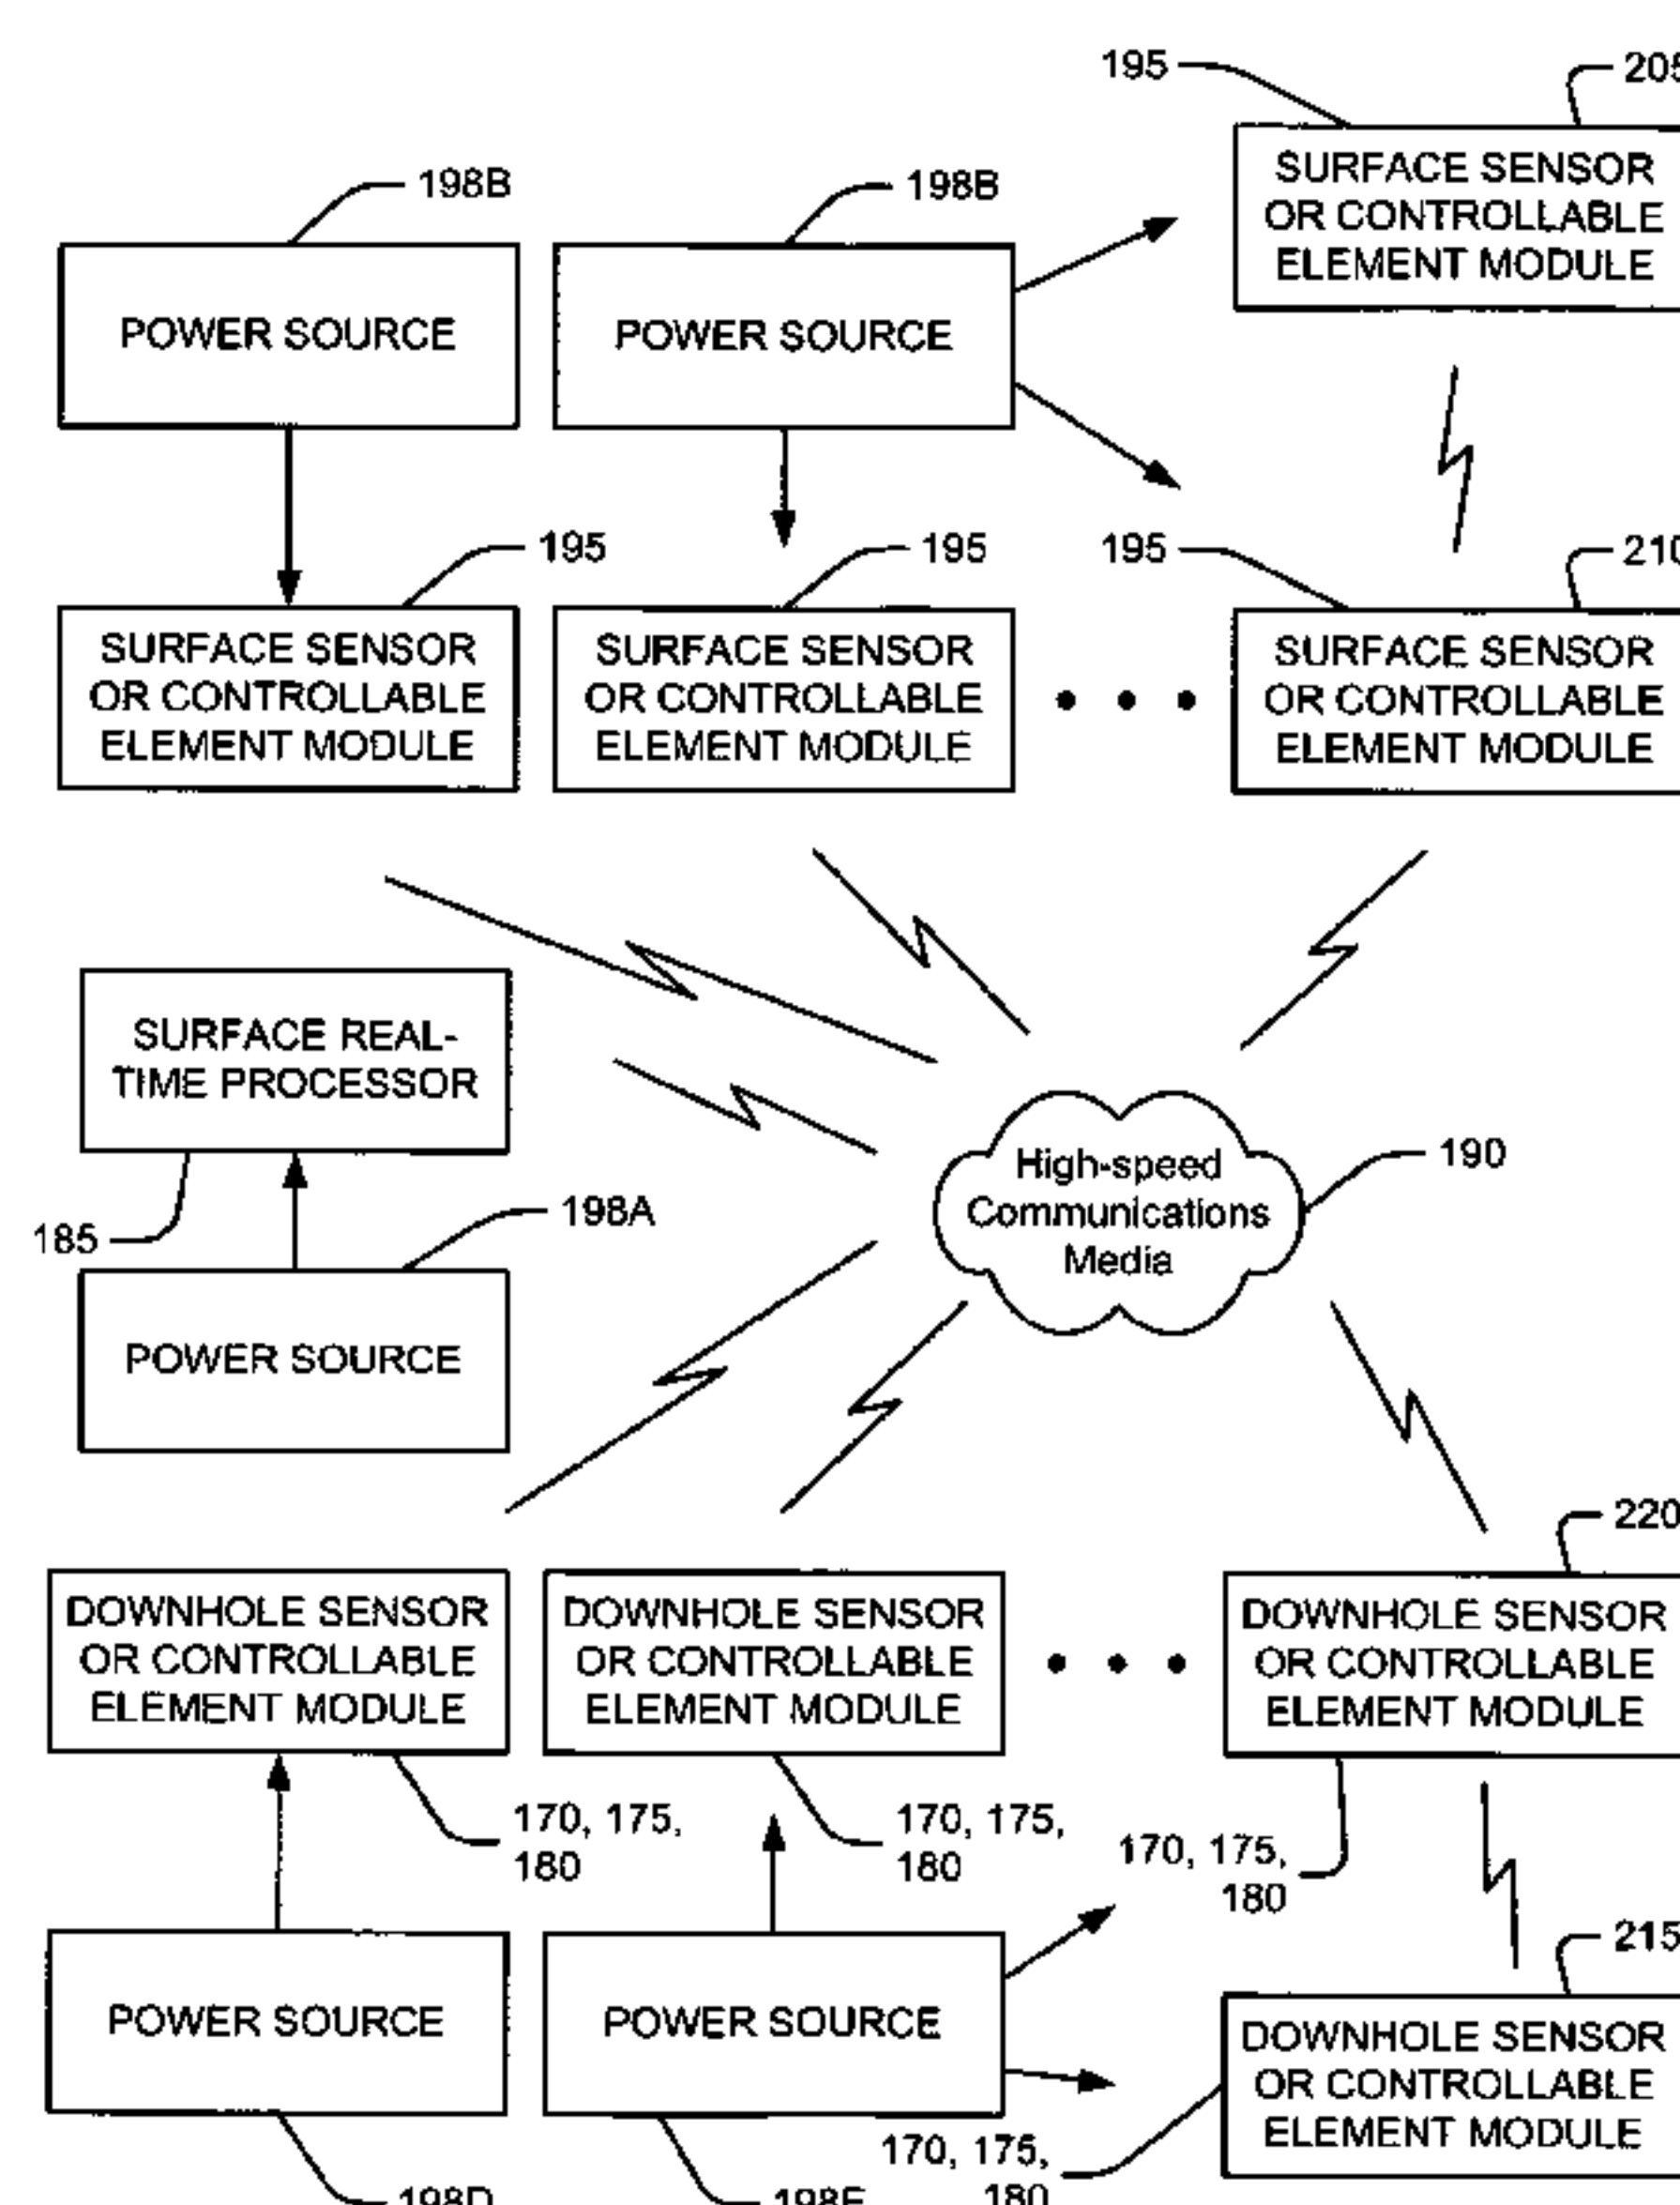 195
205
SURFACE SENSOR
OR CONTROLLABLE
ELEMENT MODULE
198B
198B
POWER SOURCE
POWER SOURCE
195
195
195
210
SURFACE SENSOR
OR CONTROLLABLE
ELEMENT MODULE
SURFACE SENSOR
OR CONTROLLABLE
ELEMENT MODULE
SURFACE SENSOR
OR CONTROLLABLE
ELEMENT MODULE
SURFACE REAL-
TIME PROCESSOR
185
198A
POWER SOURCE
High-speed
Communications
Media
190
220
DOWNHOLE SENSOR
OR CONTROLLABLE
ELEMENT MODULE
DOWNHOLE SENSOR
OR CONTROLLABLE
ELEMENT MODULE
DOWNHOLE SENSOR
OR CONTROLLABLE
ELEMENT MODULE
170, 175,
180
170, 175,
180
170, 175,
180
215
POWER SOURCE
POWER SOURCE
DOWNHOLE SENSOR
OR CONTROLLABLE
ELEMENT MODULE
170, 175,
180
198D